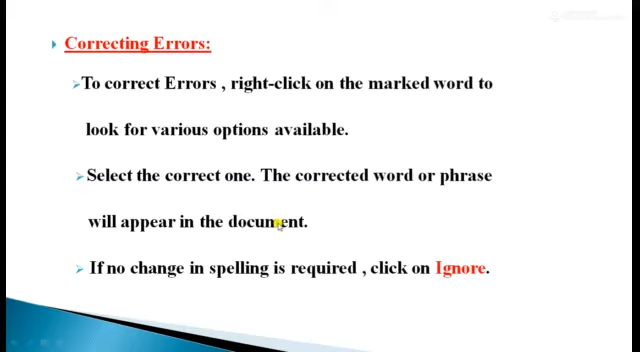 Correcting Errors:
To correct Errors , right-click on the marked word to
look for various options available.
Select the correct one. The corrected word or phrase
will appear in the document.
If no change in spelling is required , click on Ignore.